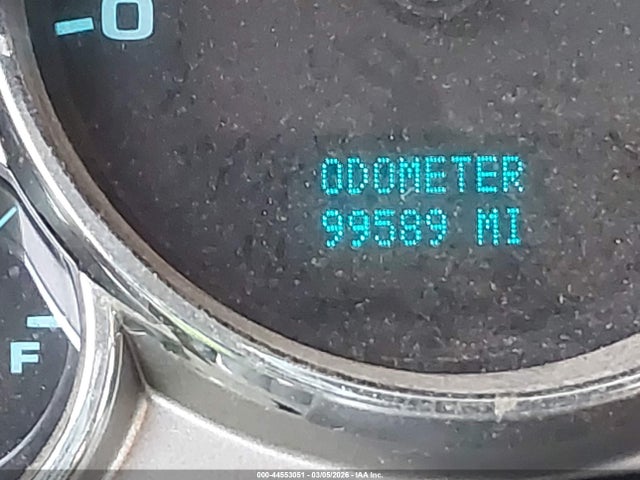 0
ODOMETER
99589 MI
F
000-44553051 - 03/05/2026 - IAA Inc.